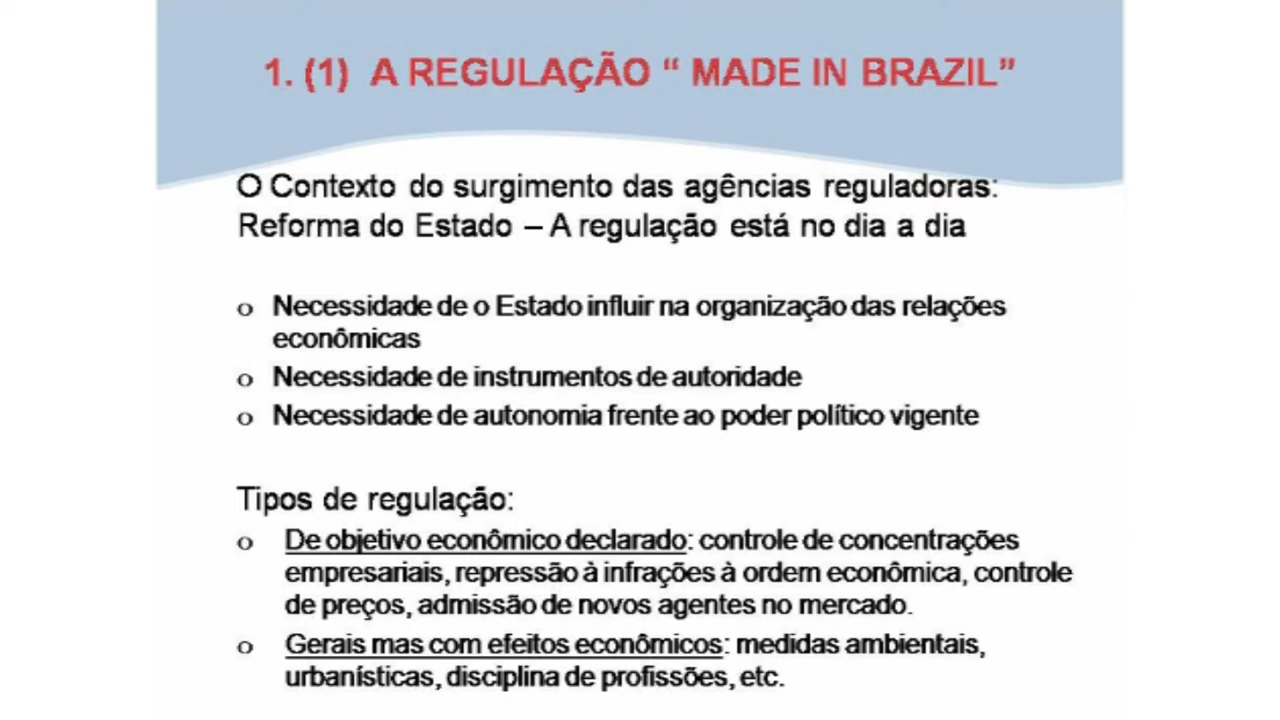 1. (1) A REGULAÇÃO “ MADE IN BRAZIL”
O Contexto do surgimento das agências reguladoras:
Reforma do Estado – A regulação está no dia a dia
o Necessidade de o Estado influir na organização das relações
econômicas
o Necessidade de instrumentos de autoridade
o Necessidade de autonomia frente ao poder político vigente
Tipos de regulação:
o De objetivo econômico declarado: controle de concentrações
empresariais, repressão à infrações à ordem econômica, controle
de preços, admissão de novos agentes no mercado.
o Gerais mas com efeitos econômicos: medidas ambientais,
urbanísticas, disciplina de profissões, etc.